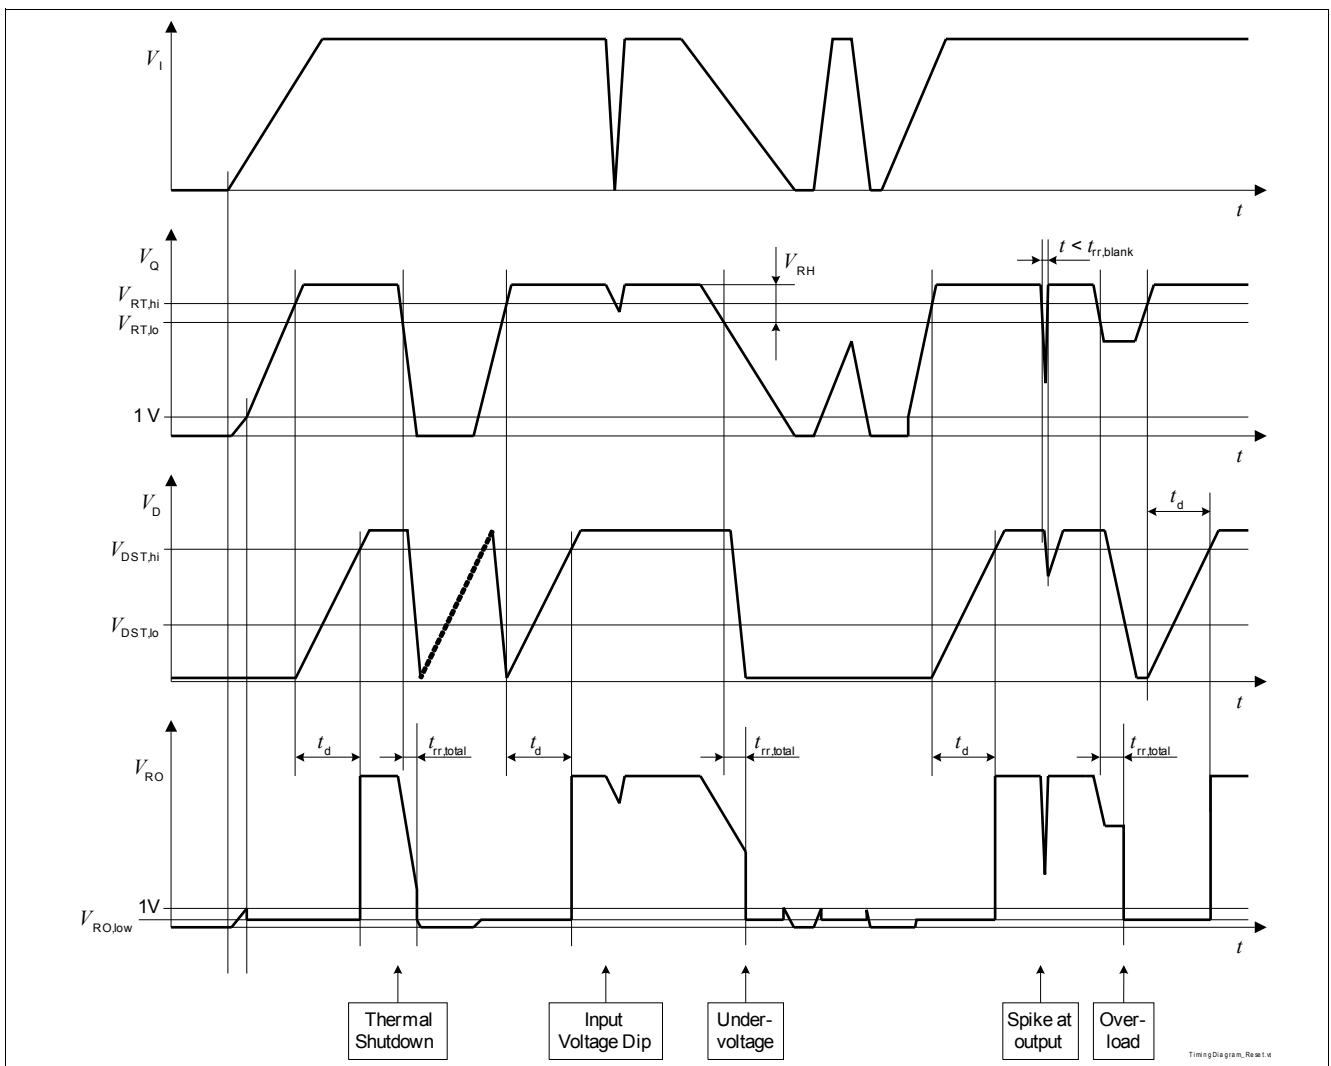 V_I
t
V_Q
t < t_rr,blank
V_RH
V_RT,hi
V_RT,lo
1 V
t
V_D
t_d
V_DST,hi
V_DST,lo
t
V_RO
t_d
t_rr,total
t_d
t_rr,total
t_d
t_rr,total
1V
V_RO,low
t
Thermal
Shutdown
Input
Voltage Dip
Under-
voltage
Spike at
output
Over-
load